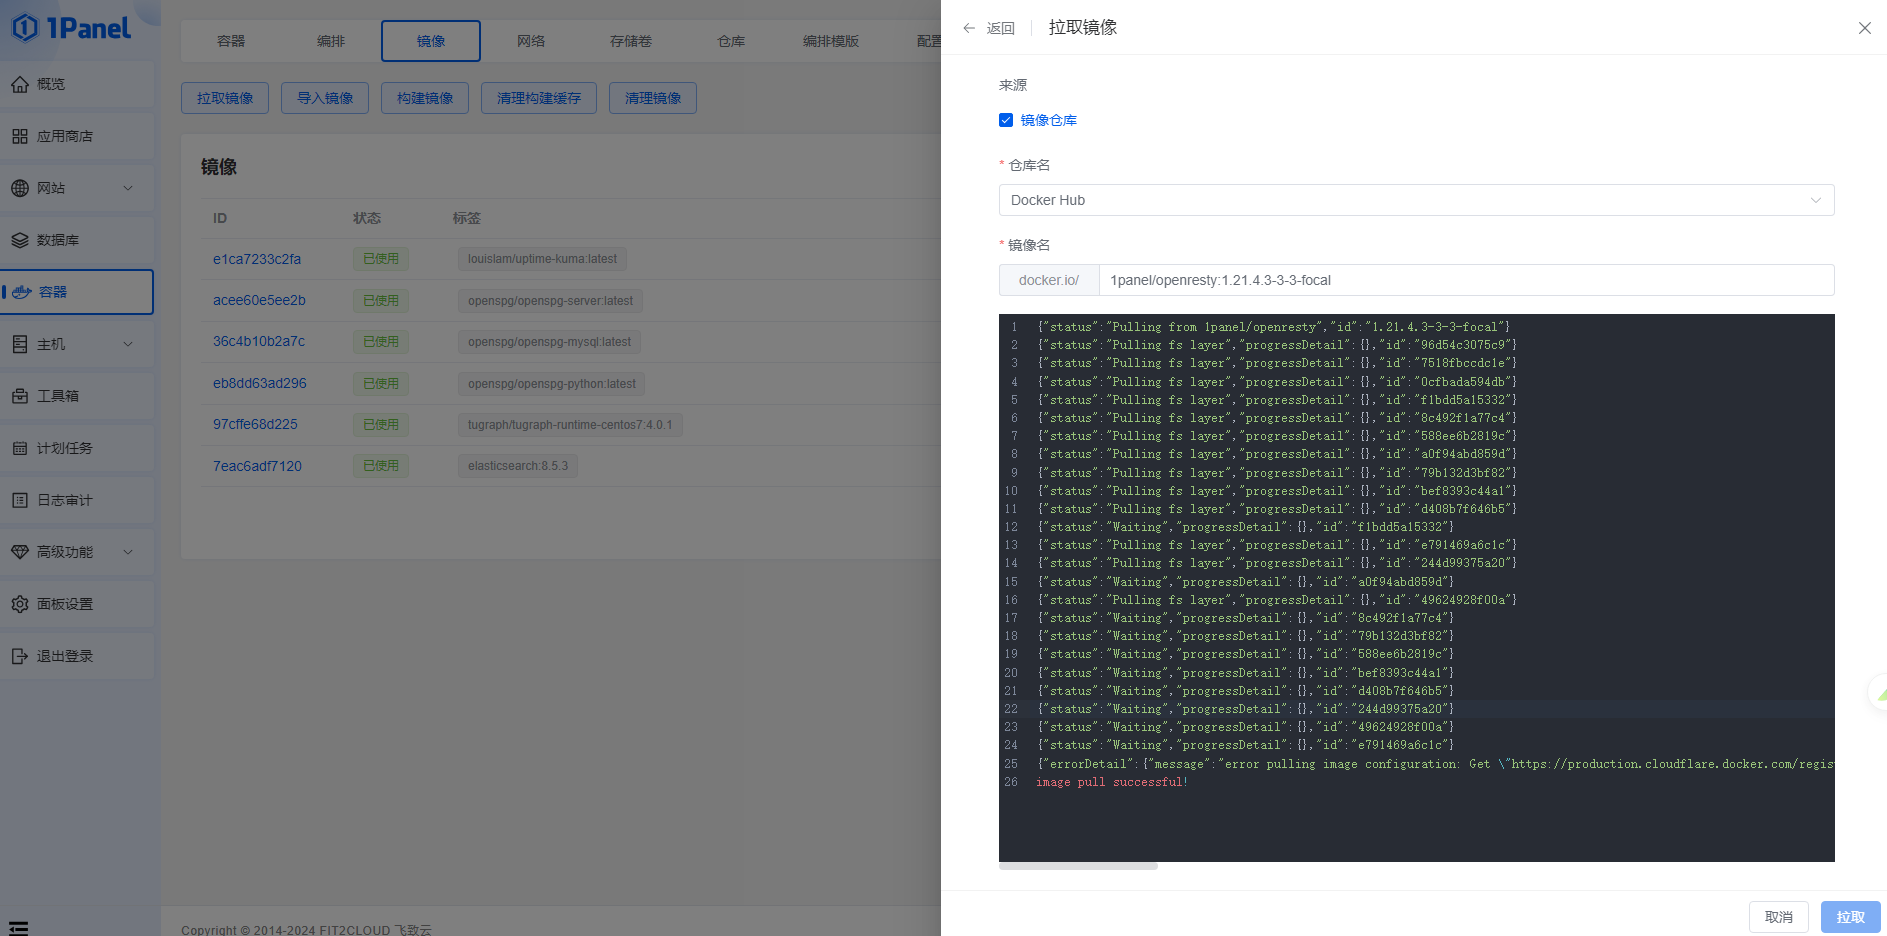 1Panel
概览
应用商店
网站
数据库
容器
主机
工具箱
计划任务
日志审计
高级功能
面板设置
退出登录
容器 编排 镜像 网络 存储卷 仓库 编排模版 配置
拉取镜像 导入镜像 构建镜像 清理构建缓存 清理镜像
镜像
ID 状态 标签
e1ca7233c2fa 已使用 louislam/uptime-kuma:latest
acee60e5ee2b 已使用 openspg/openspg-server:latest
36c4b10b2a7c 已使用 openspg/openspg-mysql:latest
eb8dd63ad296 已使用 openspg/openspg-python:latest
97cffe68d225 已使用 tugraph/tugraph-runtime-centos7:4.0.1
7eac6adf7120 已使用 elasticsearch:8.5.3
Copyright © 2014-2024 FIT2CLOUD 飞致云
返回 拉取镜像
来源
镜像仓库
* 仓库名
Docker Hub
* 镜像名
docker.io/ 1panel/openresty:1.21.4.3-3-3-focal
1 {"status":"Pulling from 1panel/openresty","id":"1.21.4.3-3-3-focal"}
2 {"status":"Pulling fs layer","progressDetail":{},"id":"96d54c3075c9"}
3 {"status":"Pulling fs layer","progressDetail":{},"id":"7518fbccdc1e"}
4 {"status":"Pulling fs layer","progressDetail":{},"id":"0cfbada594db"}
5 {"status":"Pulling fs layer","progressDetail":{},"id":"f1bdd5a15332"}
6 {"status":"Pulling fs layer","progressDetail":{},"id":"8c492f1a77c4"}
7 {"status":"Pulling fs layer","progressDetail":{},"id":"588ee6b2819c"}
8 {"status":"Pulling fs layer","progressDetail":{},"id":"a0f94abd859d"}
9 {"status":"Pulling fs layer","progressDetail":{},"id":"79b132d3bf82"}
10 {"status":"Pulling fs layer","progressDetail":{},"id":"bef8393c44a1"}
11 {"status":"Pulling fs layer","progressDetail":{},"id":"d408b7f646b5"}
12 {"status":"Waiting","progressDetail":{},"id":"f1bdd5a15332"}
13 {"status":"Pulling fs layer","progressDetail":{},"id":"e791469a6c1c"}
14 {"status":"Pulling fs layer","progressDetail":{},"id":"244d99375a20"}
15 {"status":"Waiting","progressDetail":{},"id":"a0f94abd859d"}
16 {"status":"Pulling fs layer","progressDetail":{},"id":"49624928f00a"}
17 {"status":"Waiting","progressDetail":{},"id":"8c492f1a77c4"}
18 {"status":"Waiting","progressDetail":{},"id":"79b132d3bf82"}
19 {"status":"Waiting","progressDetail":{},"id":"588ee6b2819c"}
20 {"status":"Waiting","progressDetail":{},"id":"bef8393c44a1"}
21 {"status":"Waiting","progressDetail":{},"id":"d408b7f646b5"}
22 {"status":"Waiting","progressDetail":{},"id":"244d99375a20"}
23 {"status":"Waiting","progressDetail":{},"id":"49624928f00a"}
24 {"status":"Waiting","progressDetail":{},"id":"e791469a6c1c"}
25 {"errorDetail":{"message":"error pulling image configuration: Get \"https://production.cloudflare.docker.com/regis
26 image pull successful!
取消 拉取